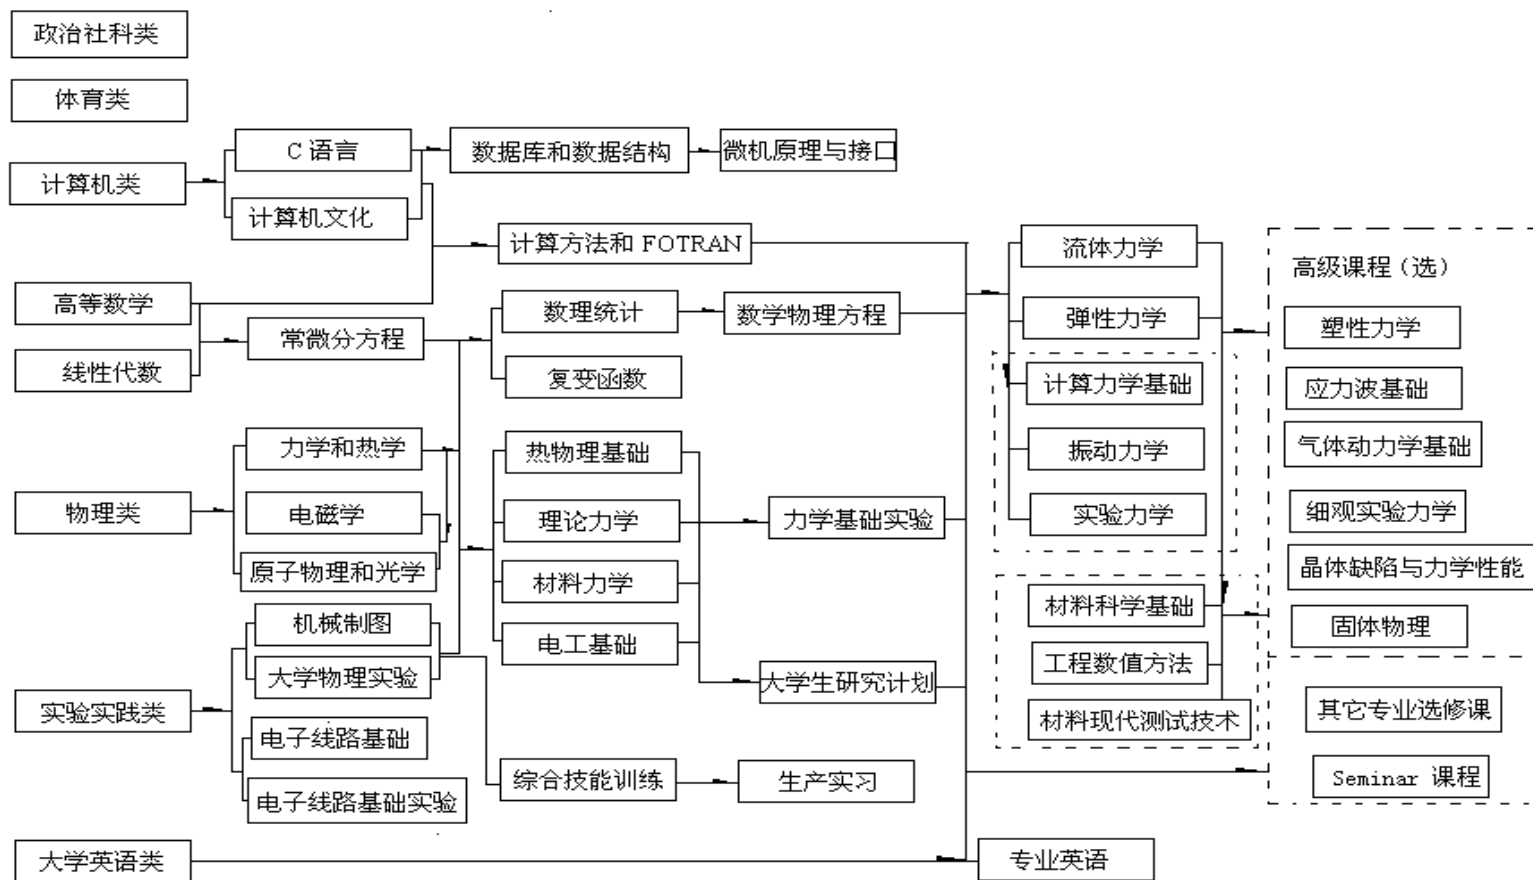 政治社科类
体育类
计算机类
C 语言
计算机文化
数据库和数据结构
微机原理与接口
计算方法和 FOTRAN
高等数学
线性代数
常微分方程
数理统计
复变函数
数学物理方程
物理类
力学和热学
电磁学
原子物理和光学
热物理基础
理论力学
材料力学
电工基础
力学基础实验
大学生研究计划
实验实践类
机械制图
大学物理实验
电子线路基础
电子线路基础实验
综合技能训练
生产实习
大学英语类
专业英语
流体力学
弹性力学
计算力学基础
振动力学
实验力学
材料科学基础
工程数值方法
材料现代测试技术
高级课程（选）
塑性力学
应力波基础
气体动力学基础
细观实验力学
晶体缺陷与力学性能
固体物理
其它专业选修课
Seminar 课程